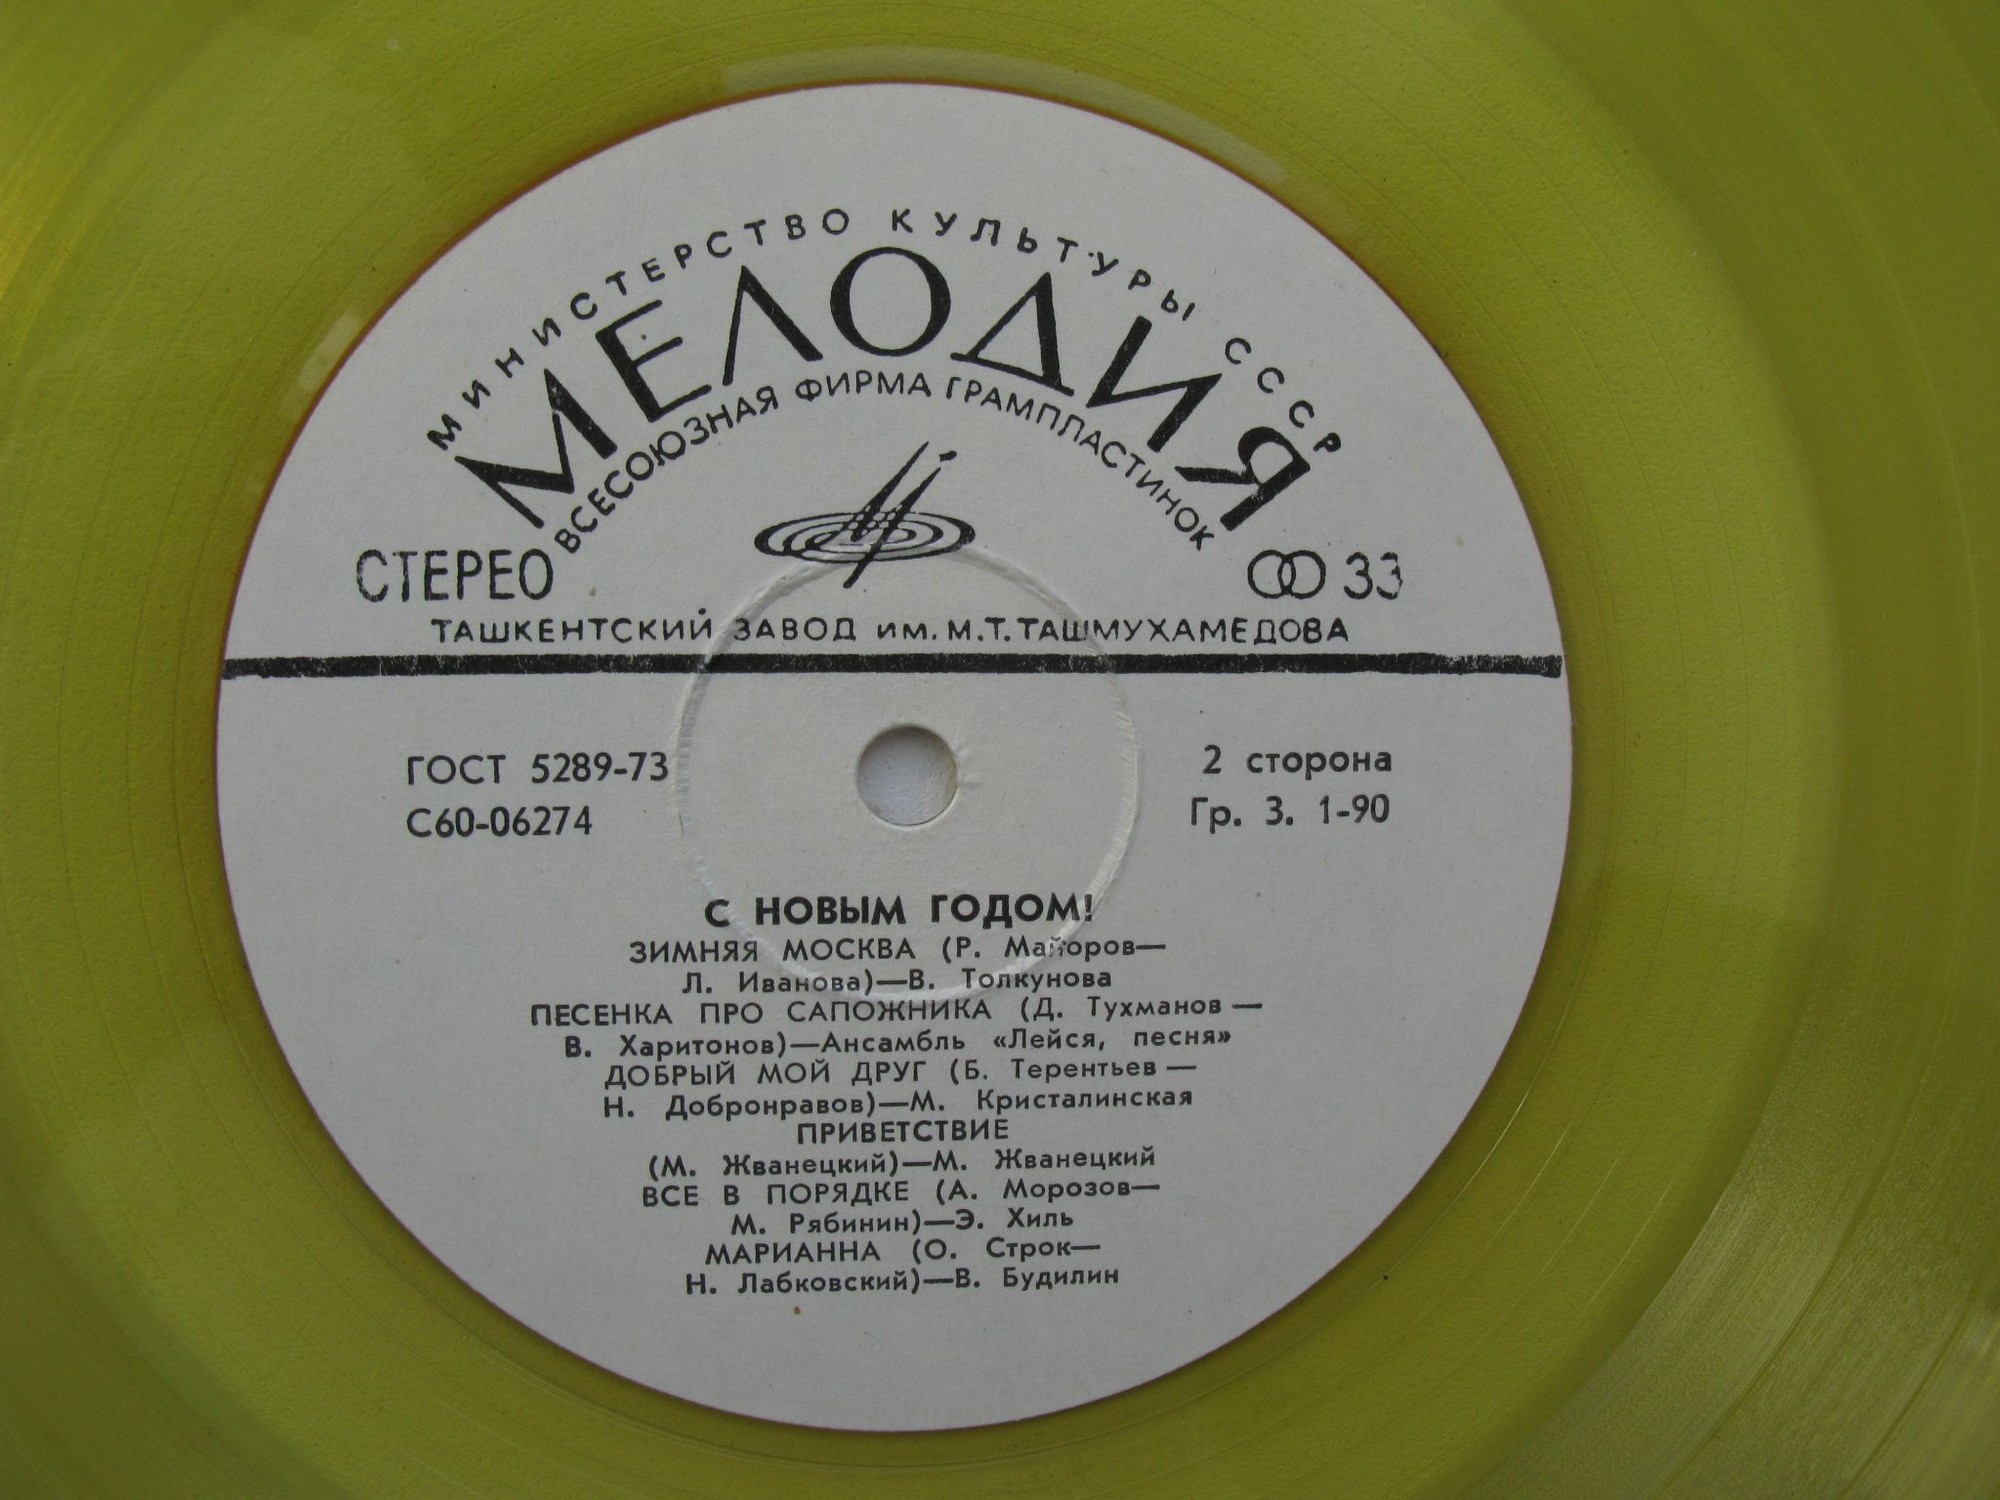 МИНИСТЕРСТВО КУЛЬТУРЫ СССР
МЕЛОДИЯ
ВСЕСОЮЗНАЯ ФИРМА ГРАМПЛАСТИНОК
СТЕРЕО
33
ТАШКЕНТСКИЙ ЗАВОД им. М.Т. ТАШМУХАМЕДОВА
ГОСТ 5289-73
2 сторона
С60-06274
Гр. 3. 1-90
С НОВЫМ ГОДОМ!
ЗИМНЯЯ МОСКВА (Р. Майоров—
Л. Иванова)—В. Толкунова
ПЕСЕНКА ПРО САПОЖНИКА (Д. Тухманов—
В. Харитонов)—Ансамбль «Лейся, песня»
ДОБРЫЙ МОЙ ДРУГ (Б. Терентьев—
Н. Добронравов)—М. Кристалинская
ПРИВЕТСТВИЕ
(М. Жванецкий)—М. Жванецкий
ВСЕ В ПОРЯДКЕ (А. Морозов—
М. Рябинин)—Э. Хиль
МАРИАННА (О. Строк—
Н. Лабковский)—В. Будилин